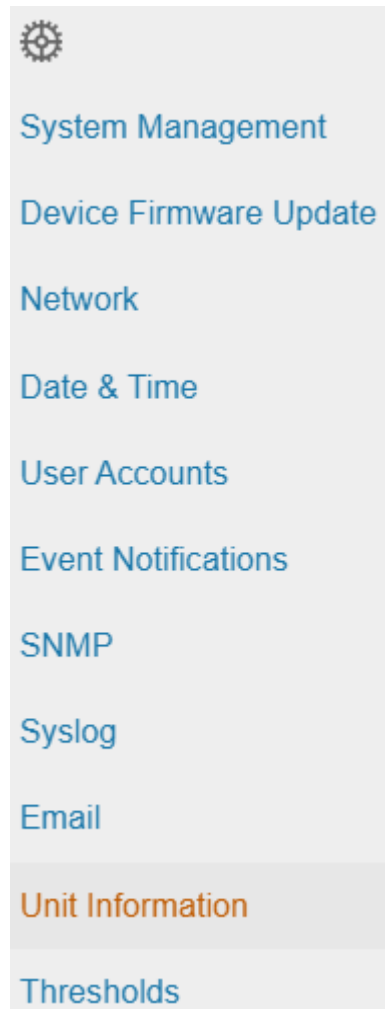 System Management
Device Firmware Update
Network
Date & Time
User Accounts
Event Notifications
SNMP
Syslog
Email
Unit Information
Thresholds